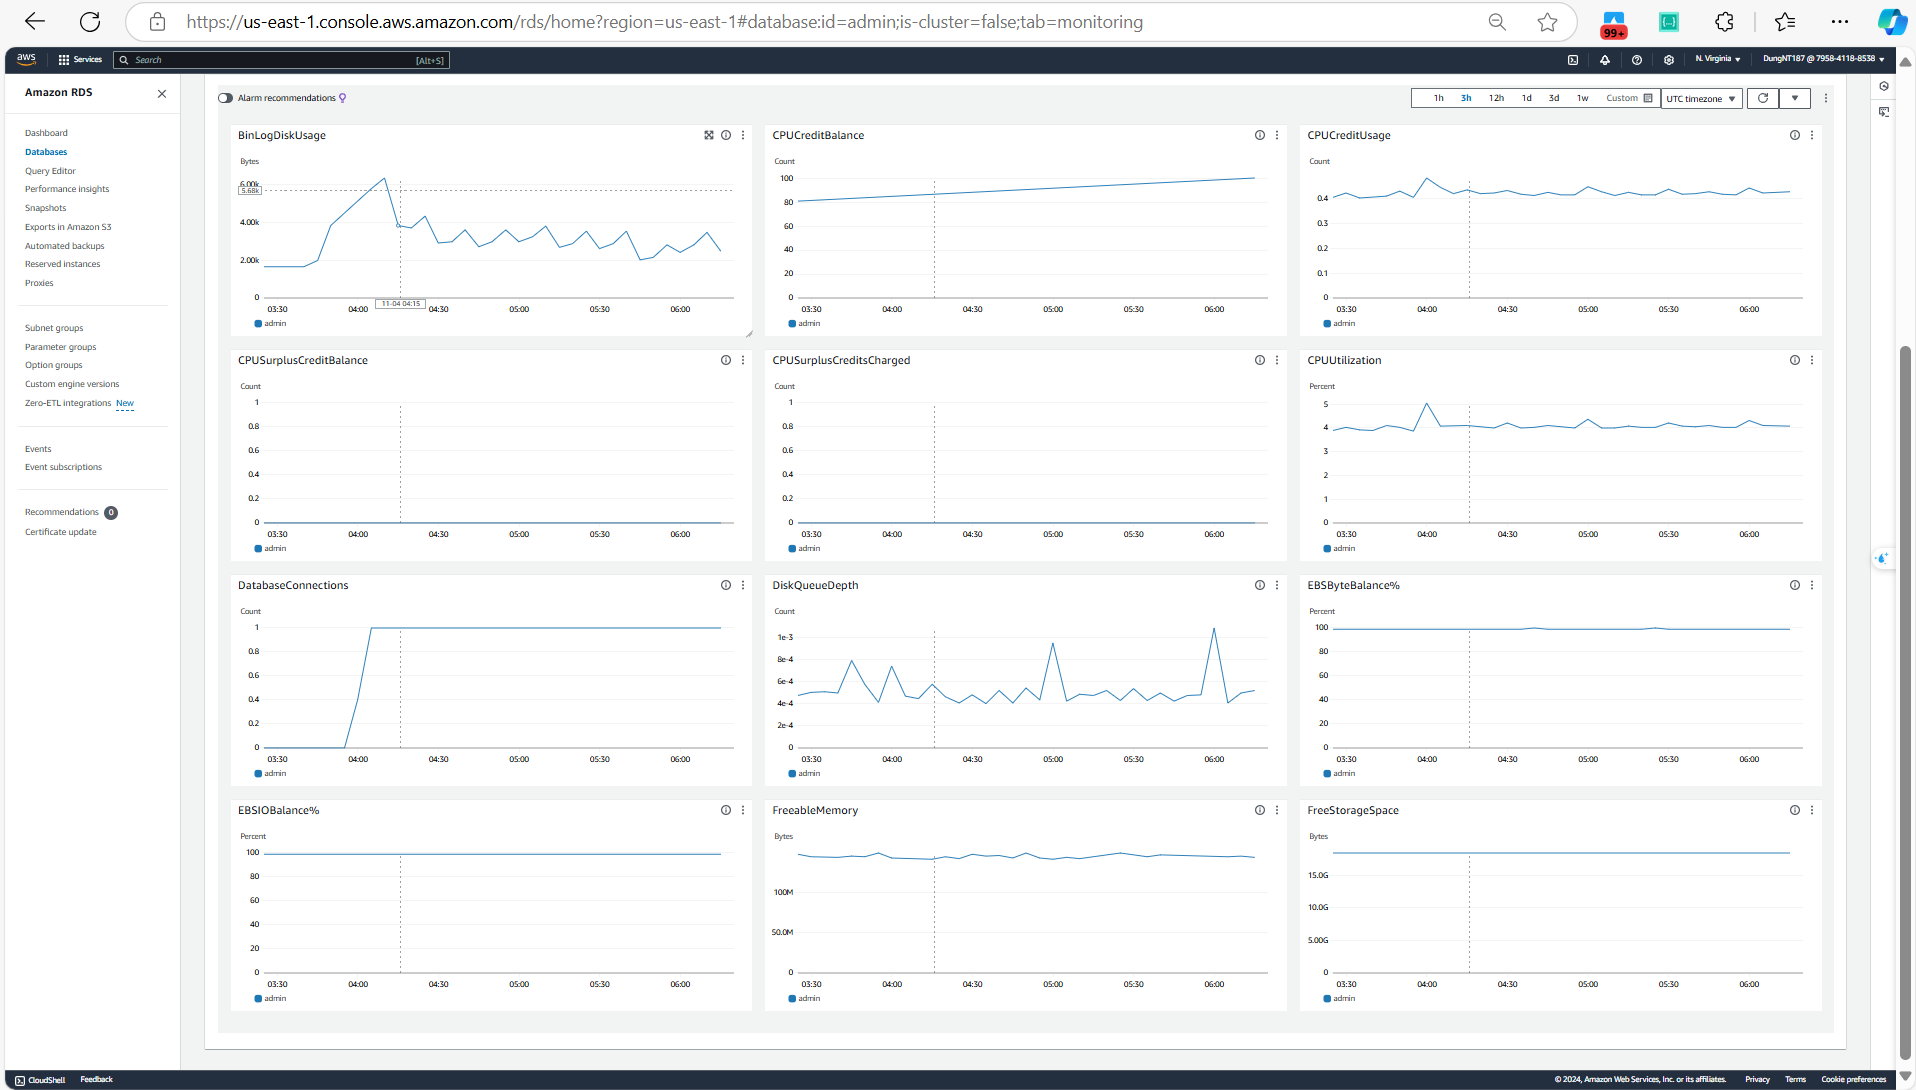 https://us-east-1.console.aws.amazon.com/rds/home?region=us-east-1#database:id=admin;is-cluster=false;tab=monitoring
99+
aws
Services
Search
[Alt+S]
N. Virginia
DungNT187 @ 7958-4118-8538
Amazon RDS
Dashboard
Databases
Query Editor
Performance insights
Snapshots
Exports in Amazon S3
Automated backups
Reserved instances
Proxies
Subnet groups
Parameter groups
Option groups
Custom engine versions
Zero-ETL integrations New
Events
Event subscriptions
Recommendations 0
Certificate update
Alarm recommendations
1h 3h 12h 1d 3d 1w Custom UTC timezone
BinLogDiskUsage
Bytes
6.00k
5.68k
4.00k
2.00k
0
03:30 04:00 04:30 05:00 05:30 06:00
11-04 04:15
admin
CPUCreditBalance
Count
100
80
60
40
20
0
03:30 04:00 04:30 05:00 05:30 06:00
admin
CPUCreditUsage
Count
0.4
0.3
0.2
0.1
0
03:30 04:00 04:30 05:00 05:30 06:00
admin
CPUSurplusCreditBalance
Count
1
0.8
0.6
0.4
0.2
0
03:30 04:00 04:30 05:00 05:30 06:00
admin
CPUSurplusCreditsCharged
Count
1
0.8
0.6
0.4
0.2
0
03:30 04:00 04:30 05:00 05:30 06:00
admin
CPUUtilization
Percent
5
4
3
2
1
0
03:30 04:00 04:30 05:00 05:30 06:00
admin
DatabaseConnections
Count
1
0.8
0.6
0.4
0.2
0
03:30 04:00 04:30 05:00 05:30 06:00
admin
DiskQueueDepth
Count
1e-3
8e-4
6e-4
4e-4
2e-4
0
03:30 04:00 04:30 05:00 05:30 06:00
admin
EBSByteBalance%
Percent
100
80
60
40
20
0
03:30 04:00 04:30 05:00 05:30 06:00
admin
EBSIOBalance%
Percent
100
80
60
40
20
0
03:30 04:00 04:30 05:00 05:30 06:00
admin
FreeableMemory
Bytes
100M
50.0M
0
03:30 04:00 04:30 05:00 05:30 06:00
admin
FreeStorageSpace
Bytes
15.0G
10.0G
5.00G
0
03:30 04:00 04:30 05:00 05:30 06:00
admin
CloudShell Feedback
© 2024, Amazon Web Services, Inc. or its affiliates. Privacy Terms Cookie preferences